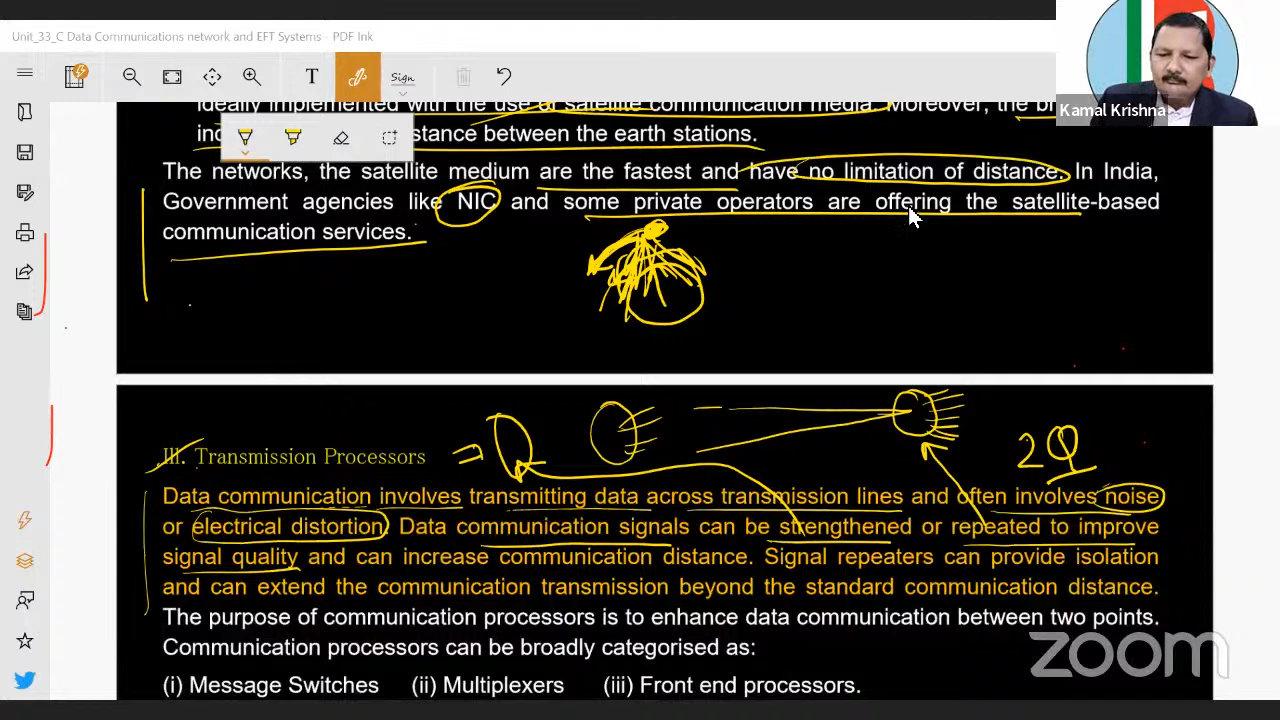 Unit_33_C Data Communications network and EFT Systems - PDF Ink
T
Sign
Kamal Krishna
Ideally implemented with the use of satellite communication media. Moreover, the
stance between the earth stations.
The networks, the satellite medium are the fastest and have no limitation of distance. In India,
Government agencies like NIC and some private operators are offering the satellite-based
communication services.
III. Transmission Processors
2
Data communication involves transmitting data across transmission lines and often involves noise
or electrical distortion. Data communication signals can be strengthened or repeated to improve
signal quality and can increase communication distance. Signal repeaters can provide isolation
and can extend the communication transmission beyond the standard communication distance.
The purpose of communication processors is to enhance data communication between two points.
Communication processors can be broadly categorised as:
(i) Message Switches (ii) Multiplexers (iii) Front end processors.
zoom